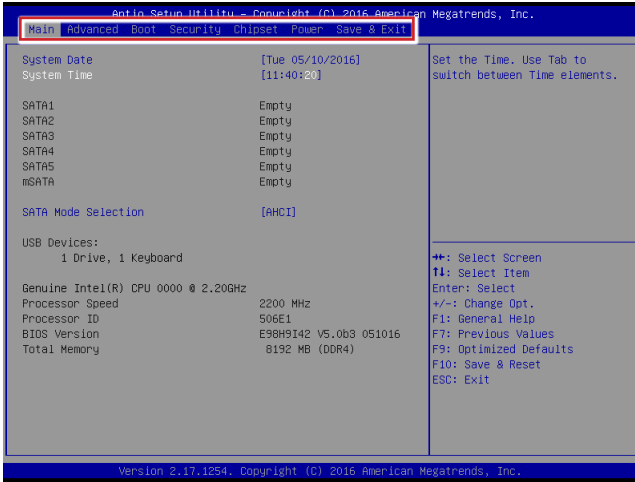 Aptio Setup Utility – Copyright (C) 2016 American Megatrends, Inc.
Main Advanced Boot Security Chipset Power Save & Exit
System Date [Tue 05/10/2016]
System Time [11:40:20]
SATA1 Empty
SATA2 Empty
SATA3 Empty
SATA4 Empty
SATA5 Empty
mSATA Empty
SATA Mode Selection [AHCI]
USB Devices:
1 Drive, 1 Keyboard
Genuine Intel(R) CPU 0000 @ 2.20GHz
Processor Speed 2200 MHz
Processor ID 506E1
BIOS Version E98H9I42 V5.0b3 051016
Total Memory 8192 MB (DDR4)
Set the Time. Use Tab to
switch between Time elements.
→←: Select Screen
↑↓: Select Item
Enter: Select
+/-: Change Opt.
F1: General Help
F7: Previous Values
F9: Optimized Defaults
F10: Save & Reset
ESC: Exit
Version 2.17.1254. Copyright (C) 2016 American Megatrends, Inc.